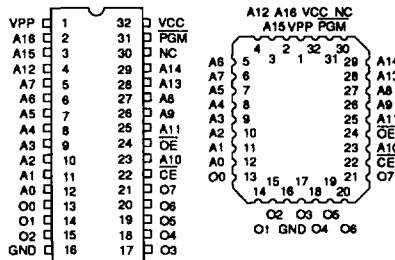 VPP 1 32 VCC
A16 2 31 PGM
A15 3 30 NC
A12 4 29 A14
A7 5 28 A13
A6 6 27 A8
A5 7 26 A9
A4 8 25 A11
A3 9 24 OE
A2 10 23 A10
A1 11 22 CE
A0 12 21 O7
O0 13 20 O6
O1 14 19 O5
O2 15 18 O4
GND 16 17 O3
A12 A16 VCC NC
A15 VPP PGM
4 2 32 30
A6 5 3 1 31 29 A14
A7 6 28 A13
A5 7 27 A8
A4 8 26 A9
A3 9 25 A11
A2 10 24 OE
A1 11 23 A10
A0 12 22 CE
O0 13 15 17 19 21 O7
14 16 18 20
O2 O3 O5
O1 GND O4 O6